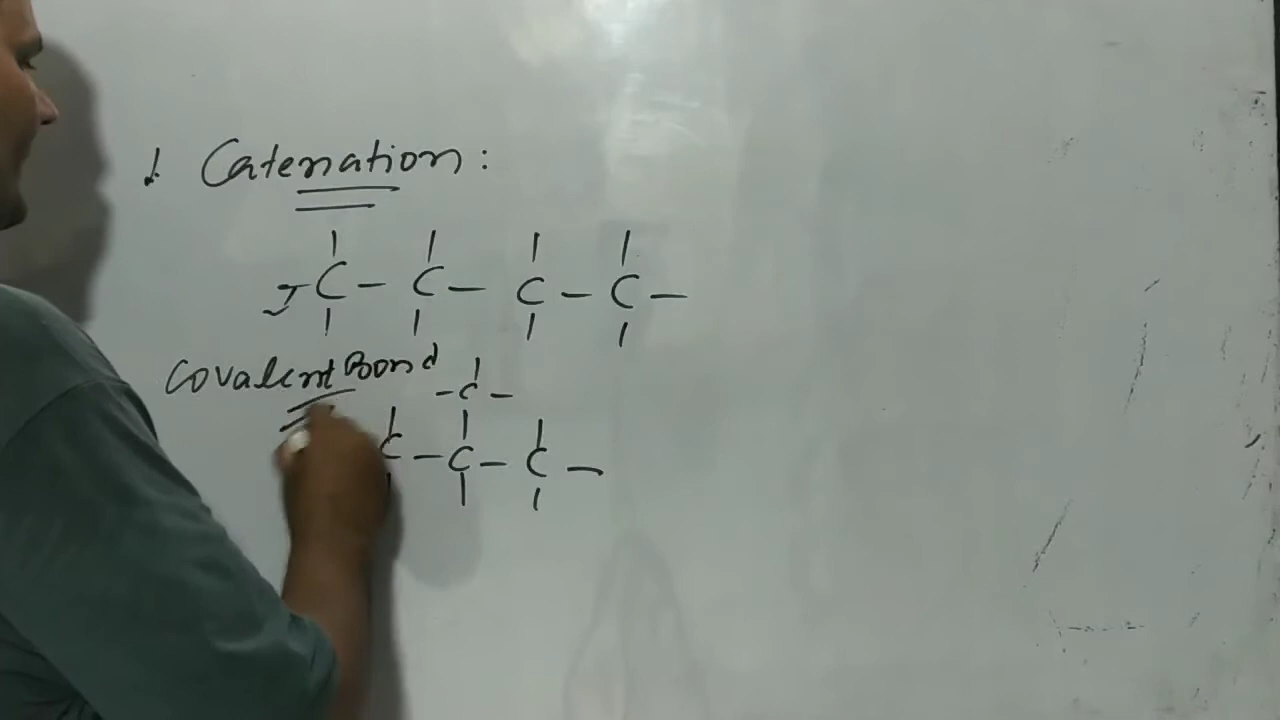 1. Catenation:
- C - C - C - C -
Covalent Bond
- C -
C - C - C -